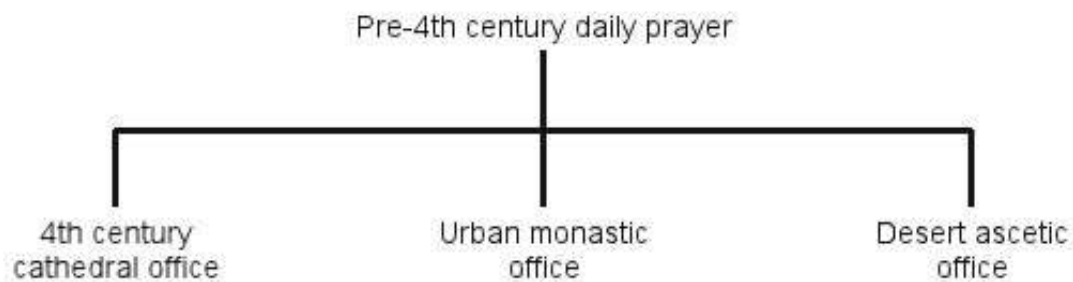 Pre-4th century daily prayer
4th century
cathedral office
Urban monastic
office
Desert ascetic
office